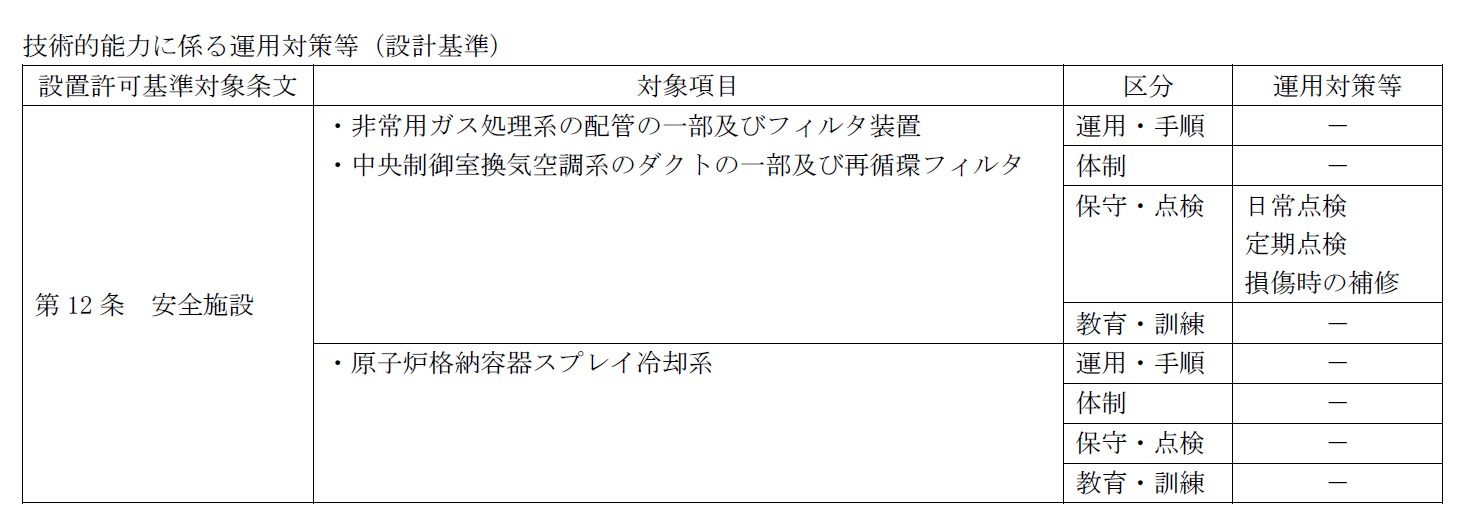 技術的能力に係る運用対策等（設計基準）
設置許可基準対象条文 対象項目 区分 運用対策等
第 12 条　安全施設
・非常用ガス処理系の配管の一部及びフィルタ装置
・中央制御室換気空調系のダクトの一部及び再循環フィルタ
運用・手順 －
体制 －
保守・点検 日常点検
定期点検
損傷時の補修
教育・訓練 －
・原子炉格納容器スプレイ冷却系
運用・手順 －
体制 －
保守・点検 －
教育・訓練 －